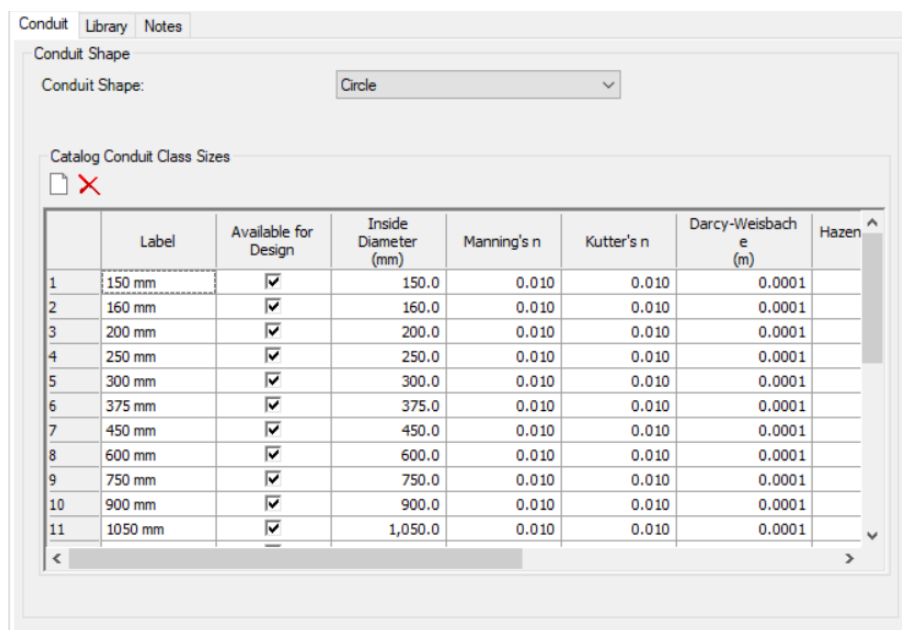 Conduit Library Notes
Conduit Shape
Conduit Shape: Circle
Catalog Conduit Class Sizes
Label Available for Design Inside Diameter (mm) Manning's n Kutter's n Darcy-Weisbach e (m) Hazen
1 150 mm 150.0 0.010 0.010 0.0001
2 160 mm 160.0 0.010 0.010 0.0001
3 200 mm 200.0 0.010 0.010 0.0001
4 250 mm 250.0 0.010 0.010 0.0001
5 300 mm 300.0 0.010 0.010 0.0001
6 375 mm 375.0 0.010 0.010 0.0001
7 450 mm 450.0 0.010 0.010 0.0001
8 600 mm 600.0 0.010 0.010 0.0001
9 750 mm 750.0 0.010 0.010 0.0001
10 900 mm 900.0 0.010 0.010 0.0001
11 1050 mm 1,050.0 0.010 0.010 0.0001